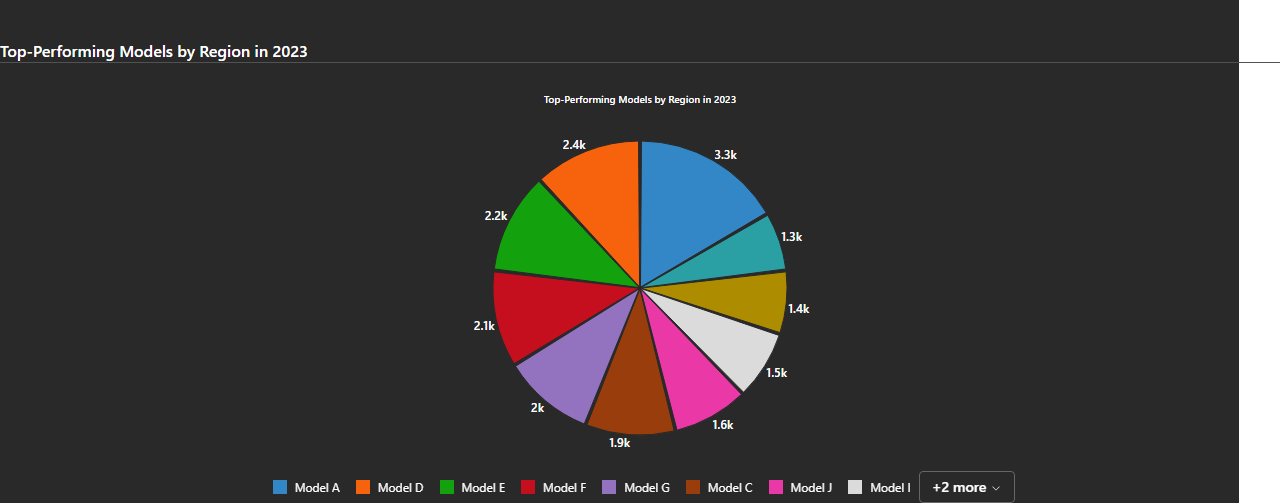 Top-Performing Models by Region in 2023
Top-Performing Models by Region in 2023
2.4k
3.3k
2.2k
1.3k
1.4k
2.1k
1.5k
2k
1.6k
1.9k
Model A Model D Model E Model F Model G Model C Model J Model I +2 more